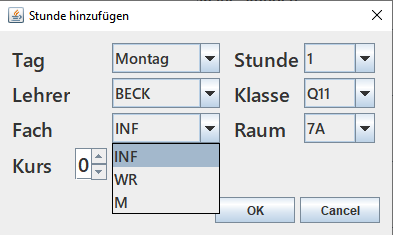 Stunde hinzufügen
Tag Montag Stunde 1
Lehrer BECK Klasse Q11
Fach INF Raum 7A
Kurs 0 INF
WR
M
OK Cancel